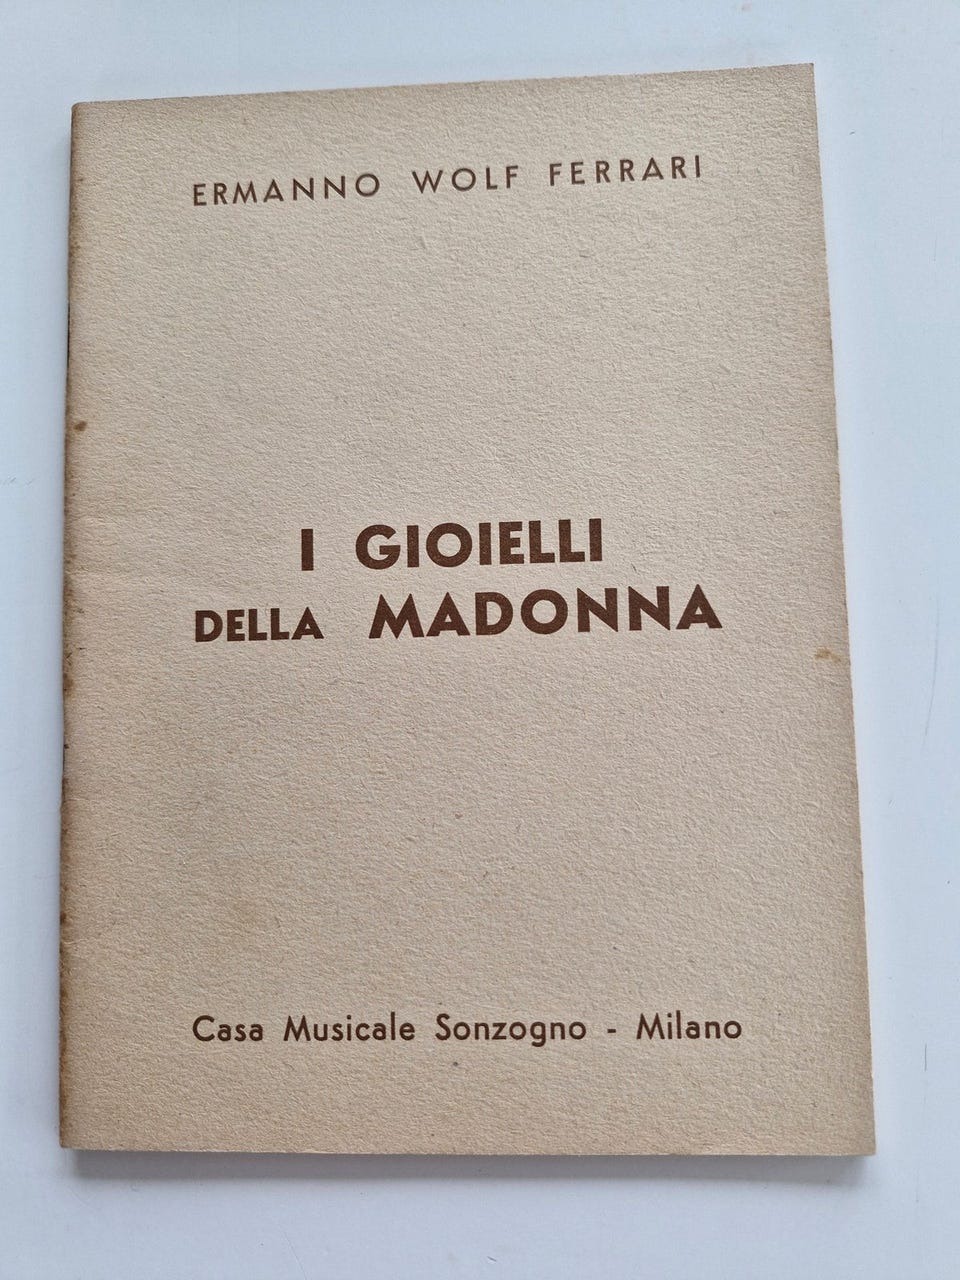 ERMANNO WOLF FERRARI
I GIOIELLI
DELLA MADONNA
Casa Musicale Sonzogno - Milano